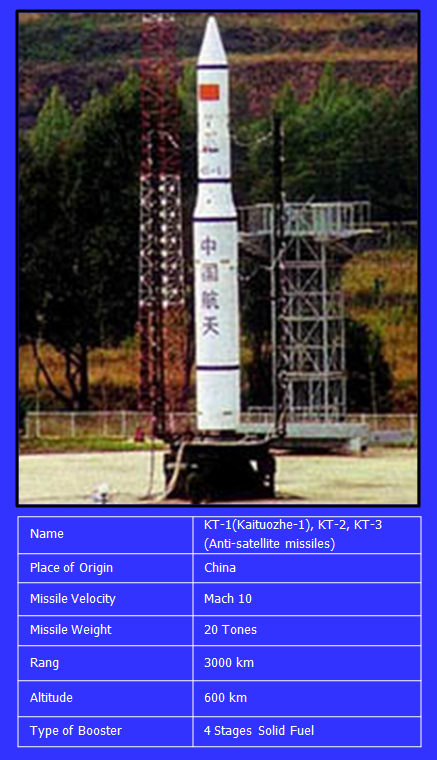 中
国
航
天
Name
KT-1(Kaituozhe-1), KT-2, KT-3
(Anti-satellite missiles)
Place of Origin
China
Missile Velocity
Mach 10
Missile Weight
20 Tones
Rang
3000 km
Altitude
600 km
Type of Booster
4 Stages Solid Fuel